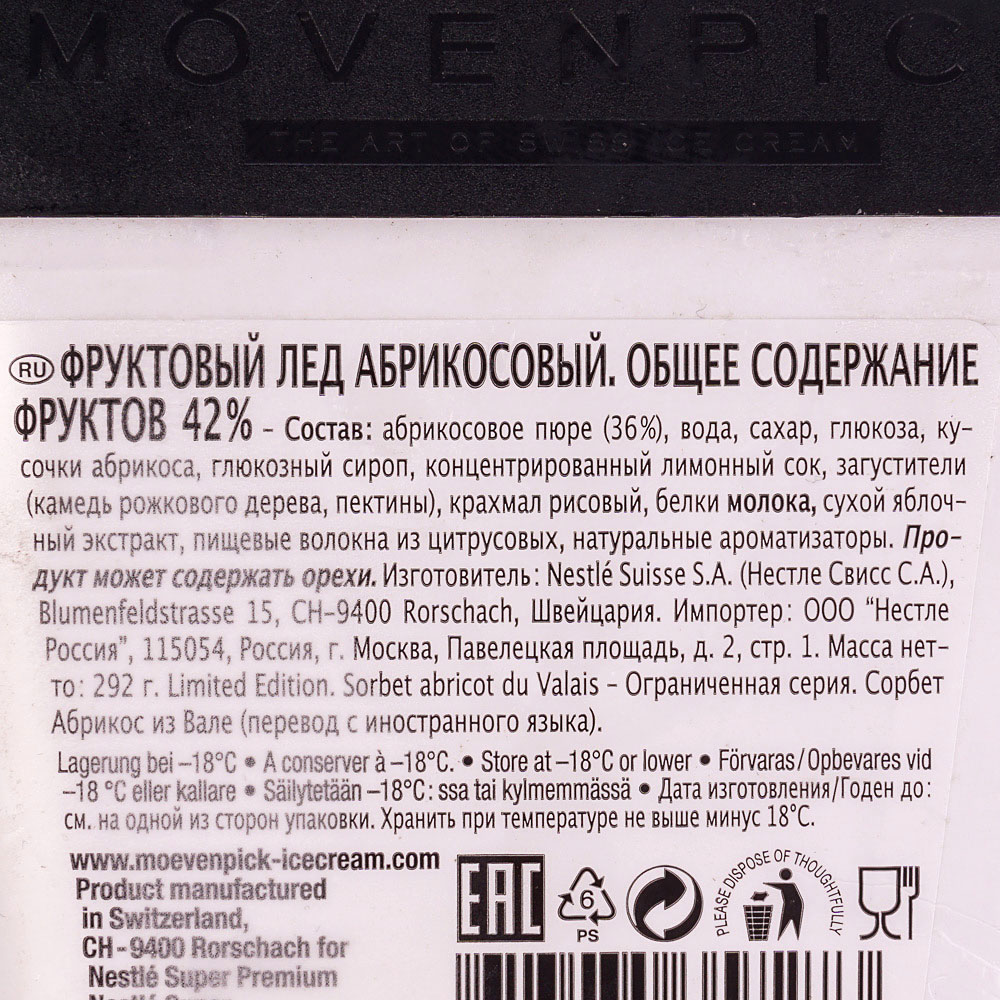 MÖVENPIC
THE ART OF SWISS ICE CREAM
RU ФРУКТОВЫЙ ЛЕД АБРИКОСОВЫЙ. ОБЩЕЕ СОДЕРЖАНИЕ
ФРУКТОВ 42% – Состав: абрикосовое пюре (36%), вода, сахар, глюкоза, ку-
сочки абрикоса, глюкозный сироп, концентрированный лимонный сок, загустители
(камедь рожкового дерева, пектины), крахмал рисовый, белки молока, сухой яблоч-
ный экстракт, пищевые волокна из цитрусовых, натуральные ароматизаторы. Про-
дукт может содержать орехи. Изготовитель: Nestlé Suisse S.A. (Нестле Свисс С.А.),
Blumenfeldstrasse 15, CH-9400 Rorschach, Швейцария. Импортер: ООО “Нестле
Россия”, 115054, Россия, г. Москва, Павелецкая площадь, д. 2, стр. 1. Масса нет-
то: 292 г. Limited Edition. Sorbet abricot du Valais – Ограниченная серия. Сорбет
Абрикос из Вале (перевод с иностранного языка).
Lagerung bei –18°C • A conserver à –18°C. • Store at –18°C or lower • Förvaras/Opbevares vid
–18 °C eller kallare • Säilytetään –18°C: ssa tai kylmemmässä • Дата изготовления/Годен до:
см. на одной из сторон упаковки. Хранить при температуре не выше минус 18°C.
www.moevenpick-icecream.com
Product manufactured
in Switzerland,
CH-9400 Rorschach for
Nestlé Super Premium
EAC
6
PS
PLEASE DISPOSE OF THOUGHTFULLY